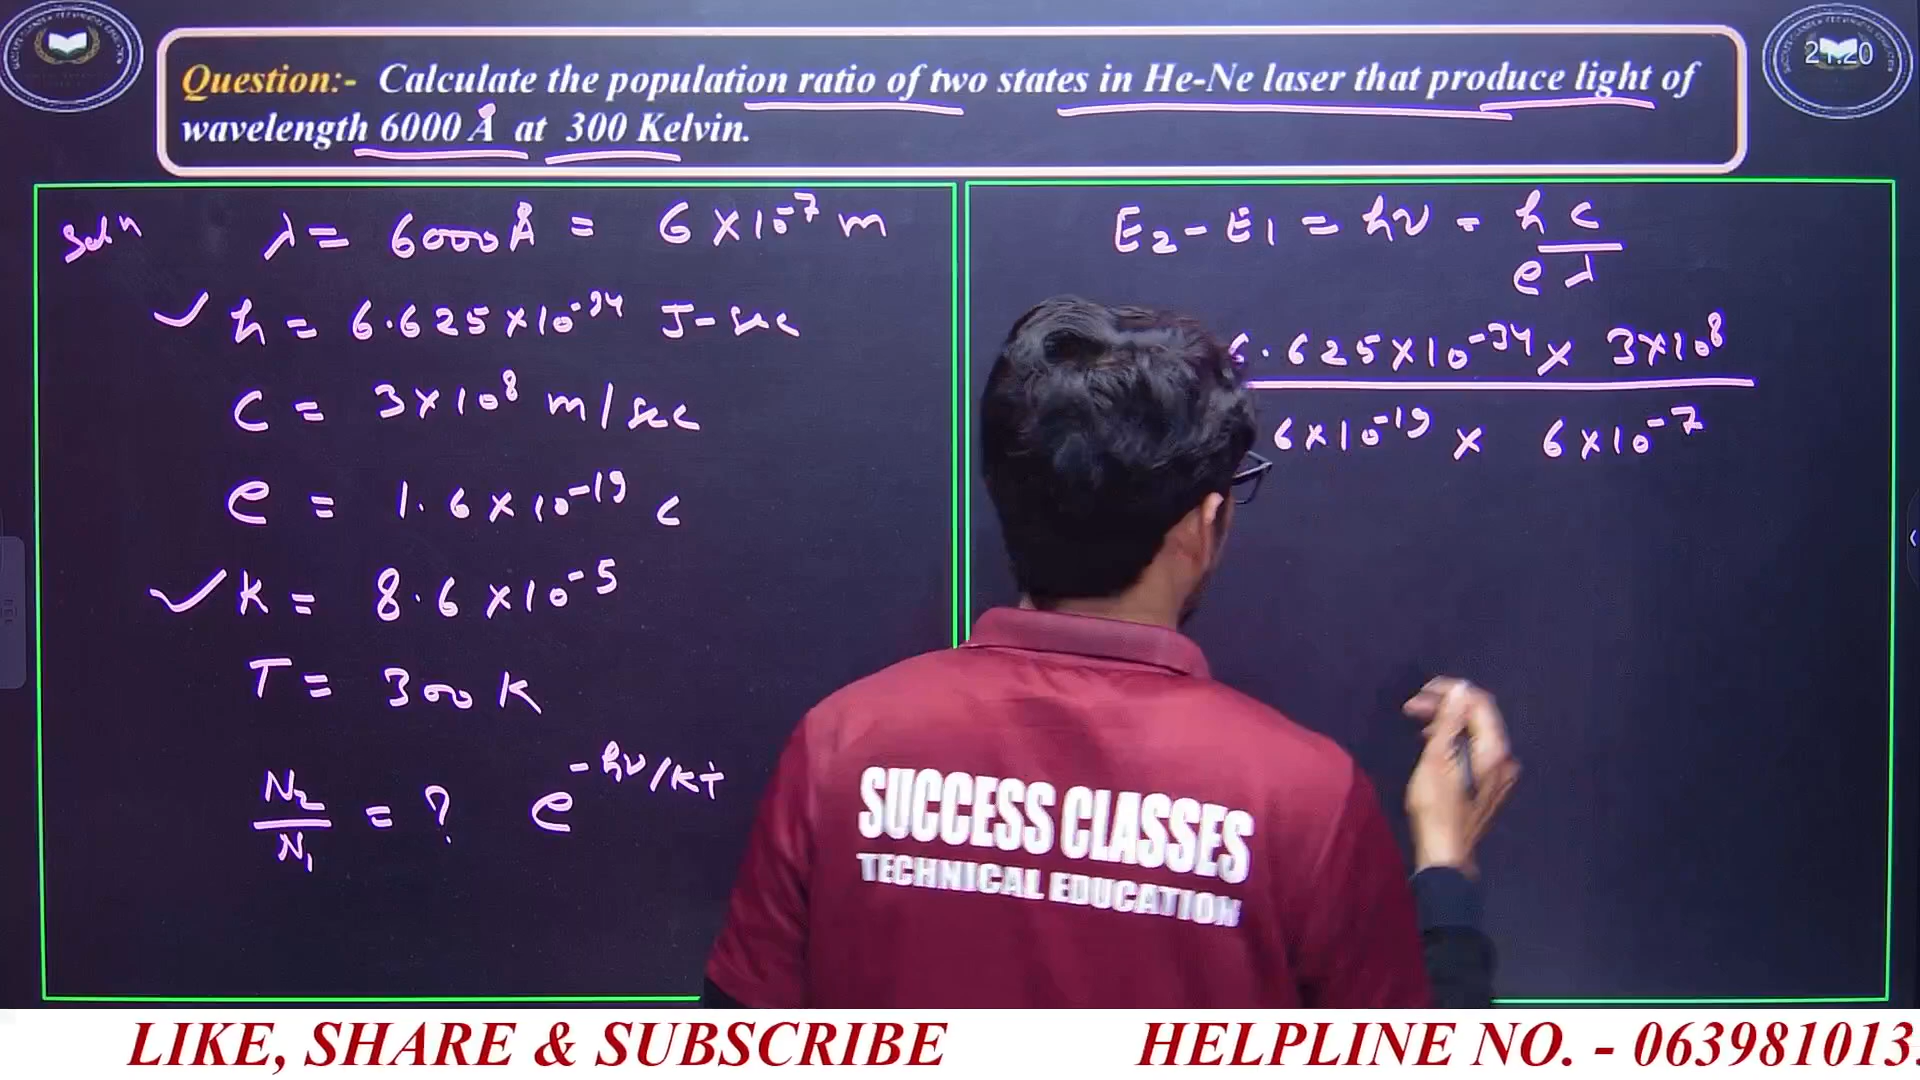 Question:- Calculate the population ratio of two states in He-Ne laser that produce light of
wavelength 6000 Å at 300 Kelvin.
21:20
Solⁿ λ = 6000 Å = 6 × 10⁻⁷ m
✓ h = 6.625 × 10⁻³⁴ J-sec
c = 3 × 10⁸ m/sec
e = 1.6 × 10⁻¹⁹ c
✓ K = 8.6 × 10⁻⁵
T = 300 K
N₂/N₁ = ? e^(-hν/KT)
E₂ - E₁ = hν = hc/eλ
6.625 × 10⁻³⁴ × 3 × 10⁸
6 × 10⁻¹⁹ × 6 × 10⁻⁷
SUCCESS CLASSES
TECHNICAL EDUCATION
LIKE, SHARE & SUBSCRIBE HELPLINE NO. - 063981013